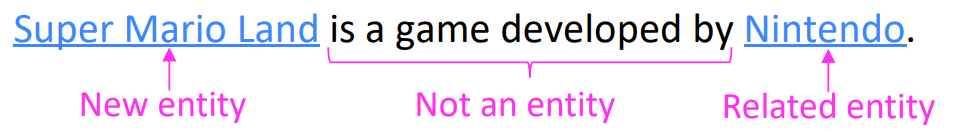 Super Mario Land is a game developed by Nintendo.
New entity Not an entity Related entity